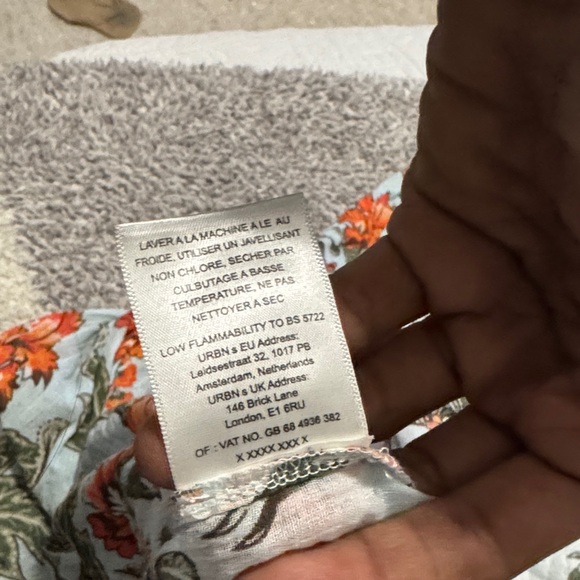 LAVER A LA MACHINE A LE AU
FROIDE, UTILISER UN JAVELLISANT
NON CHLORE, SECHER PAR
CULBUTAGE A BASSE
TEMPERATURE, NE PAS
NETTOYER A SEC
LOW FLAMMABILITY TO BS 5722
URBN s EU Address:
Leidsestraat 32, 1017 PB
Amsterdam, Netherlands
URBN s UK Address:
146 Brick Lane
London, E1 6RU
OF : VAT NO. GB 68 4936 382
X XXXX XXX X